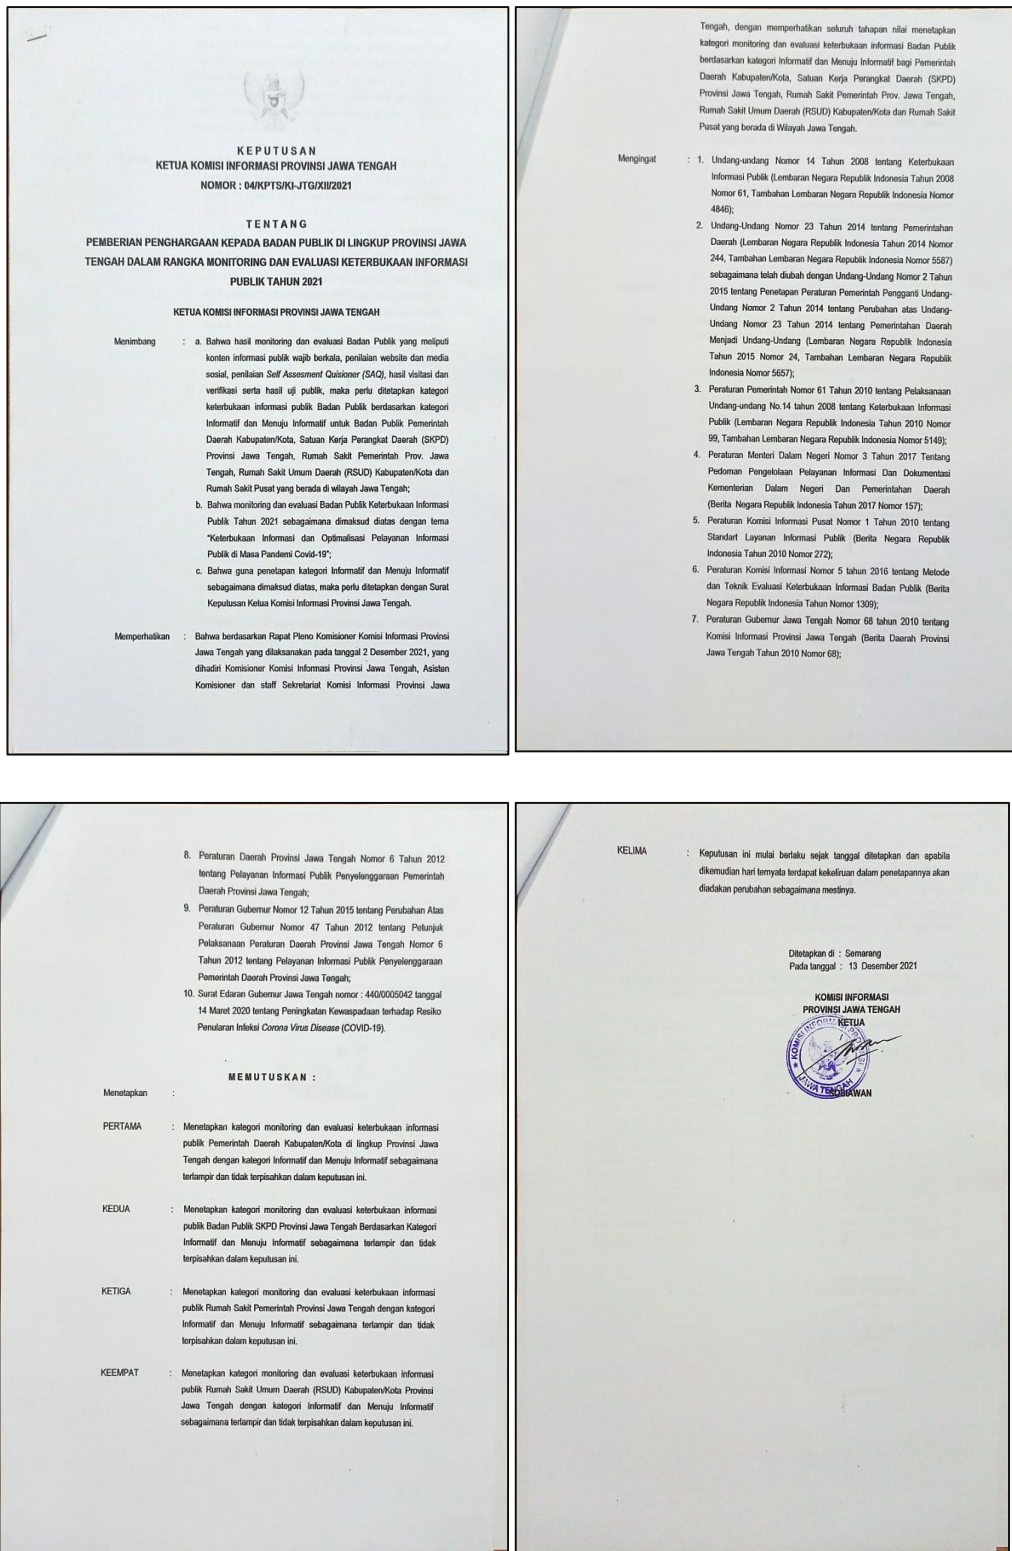 KEPUTUSAN
KETUA KOMISI INFORMASI PROVINSI JAWA TENGAH
NOMOR : 04/KPTS/KI-JTG/XII/2021
TENTANG
PEMBERIAN PENGHARGAAN KEPADA BADAN PUBLIK DI LINGKUP PROVINSI JAWA
TENGAH DALAM RANGKA MONITORING DAN EVALUASI KETERBUKAAN INFORMASI
PUBLIK TAHUN 2021
KETUA KOMISI INFORMASI PROVINSI JAWA TENGAH
Menimbang : a. Bahwa hasil monitoring dan evaluasi Badan Publik yang meliputi
konten informasi publik wajib berkala, penilaian website dan media
sosial, penilaian Self Assesment Quisioner (SAQ), hasil visitasi dan
verifikasi serta hasil uji publik, maka perlu ditetapkan kategori
keterbukaan informasi publik Badan Publik berdasarkan kategori
Informatif dan Menuju Informatif untuk Badan Publik Pemerintah
Daerah Kabupaten/Kota, Satuan Kerja Perangkat Daerah (SKPD)
Provinsi Jawa Tengah, Rumah Sakit Pemerintah Prov. Jawa
Tengah, Rumah Sakit Umum Daerah (RSUD) Kabupaten/Kota dan
Rumah Sakit Pusat yang berada di wilayah Jawa Tengah;
b. Bahwa monitoring dan evaluasi Badan Publik Keterbukaan Informasi
Publik Tahun 2021 sebagaimana dimaksud diatas dengan tema
"Keterbukaan Informasi dan Optimalisasi Pelayanan Informasi
Publik di Masa Pandemi Covid-19";
c. Bahwa guna penetapan kategori Informatif dan Menuju Informatif
sebagaimana dimaksud diatas, maka perlu ditetapkan dengan Surat
Keputusan Ketua Komisi Informasi Provinsi Jawa Tengah.
Memperhatikan : Bahwa berdasarkan Rapat Pleno Komisioner Komisi Informasi Provinsi
Jawa Tengah yang dilaksanakan pada tanggal 2 Desember 2021, yang
dihadiri Komisioner Komisi Informasi Provinsi Jawa Tengah, Asisten
Komisioner dan staff Sekretariat Komisi Informasi Provinsi Jawa
Tengah, dengan memperhatikan seluruh tahapan nilai menetapkan
kategori monitoring dan evaluasi keterbukaan informasi Badan Publik
berdasarkan kategori Informatif dan Menuju Informatif bagi Pemerintah
Daerah Kabupaten/Kota, Satuan Kerja Perangkat Daerah (SKPD)
Provinsi Jawa Tengah, Rumah Sakit Pemerintah Prov. Jawa Tengah,
Rumah Sakit Umum Daerah (RSUD) Kabupaten/Kota dan Rumah Sakit
Pusat yang berada di Wilayah Jawa Tengah.
Mengingat : 1. Undang-undang Nomor 14 Tahun 2008 tentang Keterbukaan
Informasi Publik (Lembaran Negara Republik Indonesia Tahun 2008
Nomor 61, Tambahan Lembaran Negara Republik Indonesia Nomor
4846);
2. Undang-Undang Nomor 23 Tahun 2014 tentang Pemerintahan
Daerah (Lembaran Negara Republik Indonesia Tahun 2014 Nomor
244, Tambahan Lembaran Negara Republik Indonesia Nomor 5587)
sebagaimana telah diubah dengan Undang-Undang Nomor 2 Tahun
2015 tentang Penetapan Peraturan Pemerintah Pengganti Undang-
Undang Nomor 2 Tahun 2014 tentang Perubahan atas Undang-
Undang Nomor 23 Tahun 2014 tentang Pemerintahan Daerah
Menjadi Undang-Undang (Lembaran Negara Republik Indonesia
Tahun 2015 Nomor 24, Tambahan Lembaran Negara Republik
Indonesia Nomor 5657);
3. Peraturan Pemerintah Nomor 61 Tahun 2010 tentang Pelaksanaan
Undang-undang No.14 tahun 2008 tentang Keterbukaan Informasi
Publik (Lembaran Negara Republik Indonesia Tahun 2010 Nomor
99, Tambahan Lembaran Negara Republik Indonesia Nomor 5149);
4. Peraturan Menteri Dalam Negeri Nomor 3 Tahun 2017 Tentang
Pedoman Pengelolaan Pelayanan Informasi Dan Dokumentasi
Kementerian Dalam Negeri Dan Pemerintahan Daerah
(Berita Negara Republik Indonesia Tahun 2017 Nomor 157);
5. Peraturan Komisi Informasi Pusat Nomor 1 Tahun 2010 tentang
Standart Layanan Informasi Publik (Berita Negara Republik
Indonesia Tahun 2010 Nomor 272);
6. Peraturan Komisi Informasi Nomor 5 tahun 2016 tentang Metode
dan Teknik Evaluasi Keterbukaan Informasi Badan Publik (Berita
Negara Republik Indonesia Tahun Nomor 1309);
7. Peraturan Gubernur Jawa Tengah Nomor 68 tahun 2010 tentang
Komisi Informasi Provinsi Jawa Tengah (Berita Daerah Provinsi
Jawa Tengah Tahun 2010 Nomor 68);
8. Peraturan Daerah Provinsi Jawa Tengah Nomor 6 Tahun 2012
tentang Pelayanan Informasi Publik Penyelenggaraan Pemerintah
Daerah Provinsi Jawa Tengah;
9. Peraturan Gubernur Nomor 12 Tahun 2015 tentang Perubahan Atas
Peraturan Gubernur Nomor 47 Tahun 2012 tentang Petunjuk
Pelaksanaan Peraturan Daerah Provinsi Jawa Tengah Nomor 6
Tahun 2012 tentang Pelayanan Informasi Publik Penyelenggaraan
Pemerintah Daerah Provinsi Jawa Tengah;
10. Surat Edaran Gubernur Jawa Tengah nomor : 440/0005042 tanggal
14 Maret 2020 tentang Peningkatan Kewaspadaan terhadap Resiko
Penularan Infeksi Corona Virus Disease (COVID-19).
MEMUTUSKAN :
Menetapkan :
PERTAMA : Menetapkan kategori monitoring dan evaluasi keterbukaan informasi
publik Pemerintah Daerah Kabupaten/Kota di lingkup Provinsi Jawa
Tengah dengan kategori Informatif dan Menuju Informatif sebagaimana
terlampir dan tidak terpisahkan dalam keputusan ini.
KEDUA : Menetapkan kategori monitoring dan evaluasi keterbukaan informasi
publik Badan Publik SKPD Provinsi Jawa Tengah Berdasarkan Kategori
Informatif dan Menuju Informatif sebagaimana terlampir dan tidak
terpisahkan dalam keputusan ini.
KETIGA : Menetapkan kategori monitoring dan evaluasi keterbukaan informasi
publik Rumah Sakit Pemerintah Provinsi Jawa Tengah dengan kategori
Informatif dan Menuju Informatif sebagaimana terlampir dan tidak
terpisahkan dalam keputusan ini.
KEEMPAT : Menetapkan kategori monitoring dan evaluasi keterbukaan informasi
publik Rumah Sakit Umum Daerah (RSUD) Kabupaten/Kota Provinsi
Jawa Tengah dengan kategori Informatif dan Menuju Informatif
sebagaimana terlampir dan tidak terpisahkan dalam keputusan ini.
KELIMA : Keputusan ini mulai berlaku sejak tanggal ditetapkan dan apabila
dikemudian hari ternyata terdapat kekeliruan dalam penetapannya akan
diadakan perubahan sebagaimana mestinya.
Ditetapkan di : Semarang
Pada tanggal : 13 Desember 2021
KOMISI INFORMASI
PROVINSI JAWA TENGAH
KETUA
KOMISI INFORMASI PROVINSI
JAWA TENGAH
SOSIAWAN